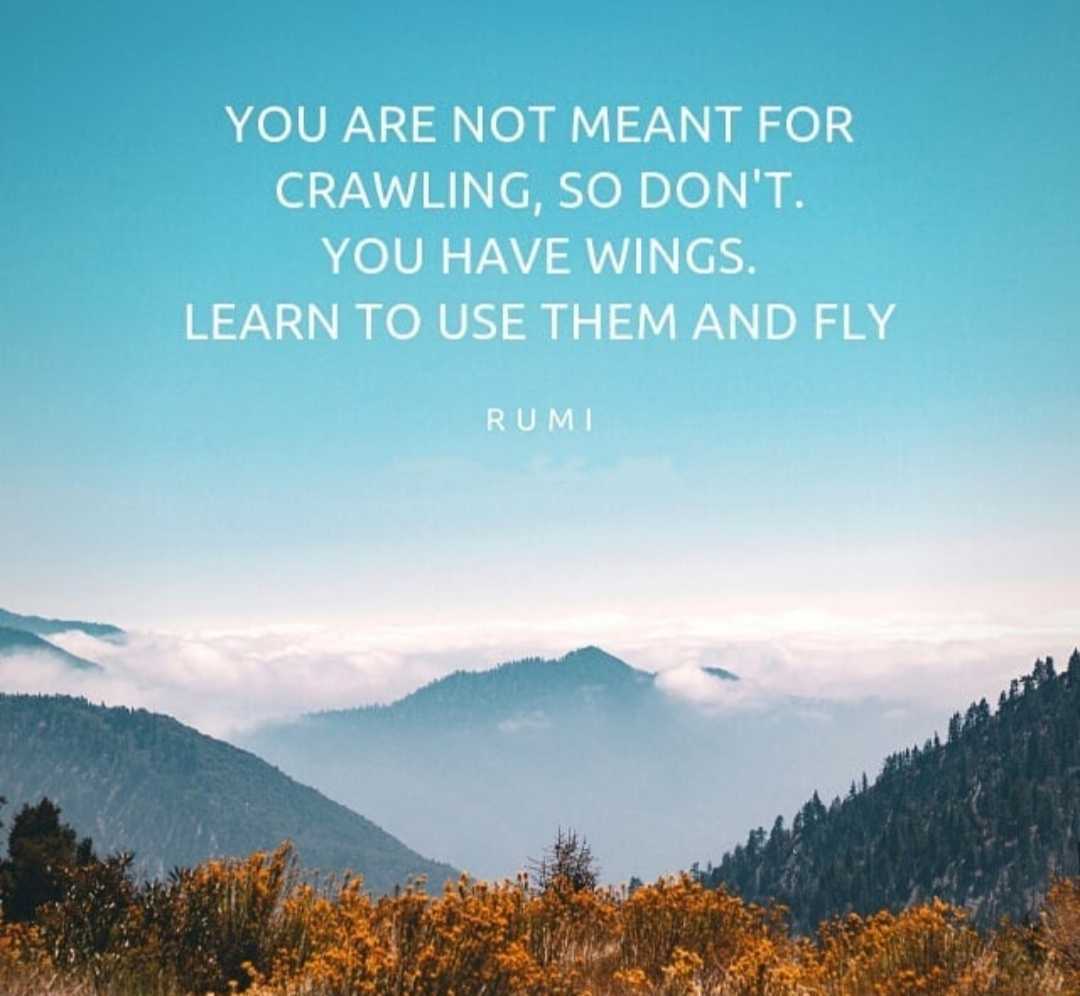 YOU ARE NOT MEANT FOR
CRAWLING, SO DON'T.
YOU HAVE WINGS.
LEARN TO USE THEM AND FLY
RUMI